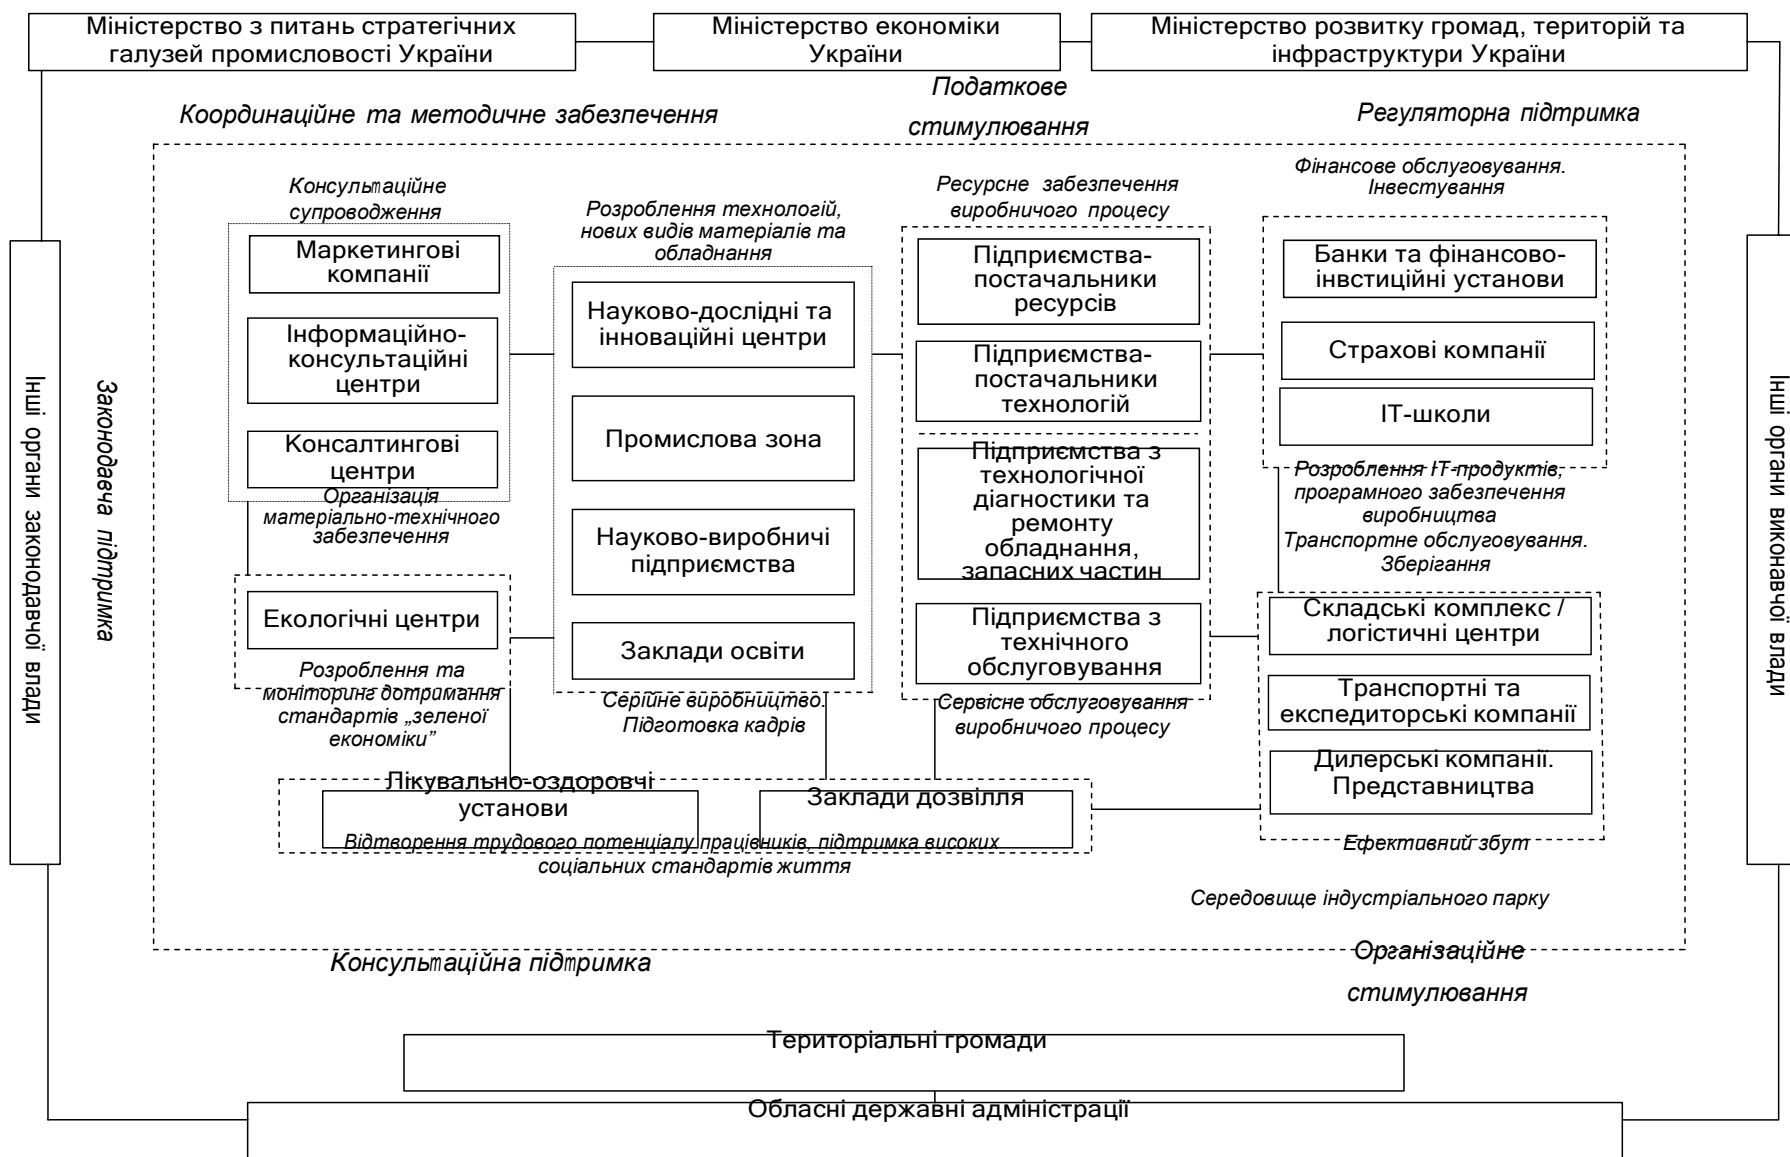 Міністерство з питань стратегічних
галузей промисловості України
Міністерство економіки
України
Міністерство розвитку громад, територій та
інфраструктури України
Координаційне та методичне забезпечення
Податкове
стимулювання
Регуляторна підтримка
Інші органи законодавчої влади
Законодавча підтримка
Консультаційне
супроводження
Маркетингові
компанії
Інформаційно-
консультаційні
центри
Консалтингові
центри
Організація
матеріально-технічного
забезпечення
Екологічні центри
Розроблення та
моніторинг дотримання
стандартів „зеленої
економіки”
Розроблення технологій,
нових видів матеріалів та
обладнання
Науково-дослідні та
інноваційні центри
Промислова зона
Науково-виробничі
підприємства
Заклади освіти
Серійне виробництво.
Підготовка кадрів
Ресурсне забезпечення
виробничого процесу
Підприємства-
постачальники
ресурсів
Підприємства-
постачальники
технологій
Підприємства з
технологічної
діагностики та
ремонту
обладнання,
запасних частин
Підприємства з
технічного
обслуговування
Сервісне обслуговування
виробничого процесу
Фінансове обслуговування.
Інвестування
Банки та фінансово-
інвстиційні установи
Страхові компанії
ІТ-школи
Розроблення ІТ-продуктів,
програмного забезпечення
виробництва
Транспортне обслуговування.
Зберігання
Складські комплекс /
логістичні центри
Транспортні та
експедиторські компанії
Дилерські компанії.
Представництва
Ефективний збут
Лікувально-оздоровчі
установи
Заклади дозвілля
Відтворення трудового потенціалу працівників, підтримка високих
соціальних стандартів життя
Середовище індустріального парку
Інші органи виконавчої влади
Консультаційна підтримка
Організаційне
стимулювання
Територіальні громади
Обласні державні адміністрації